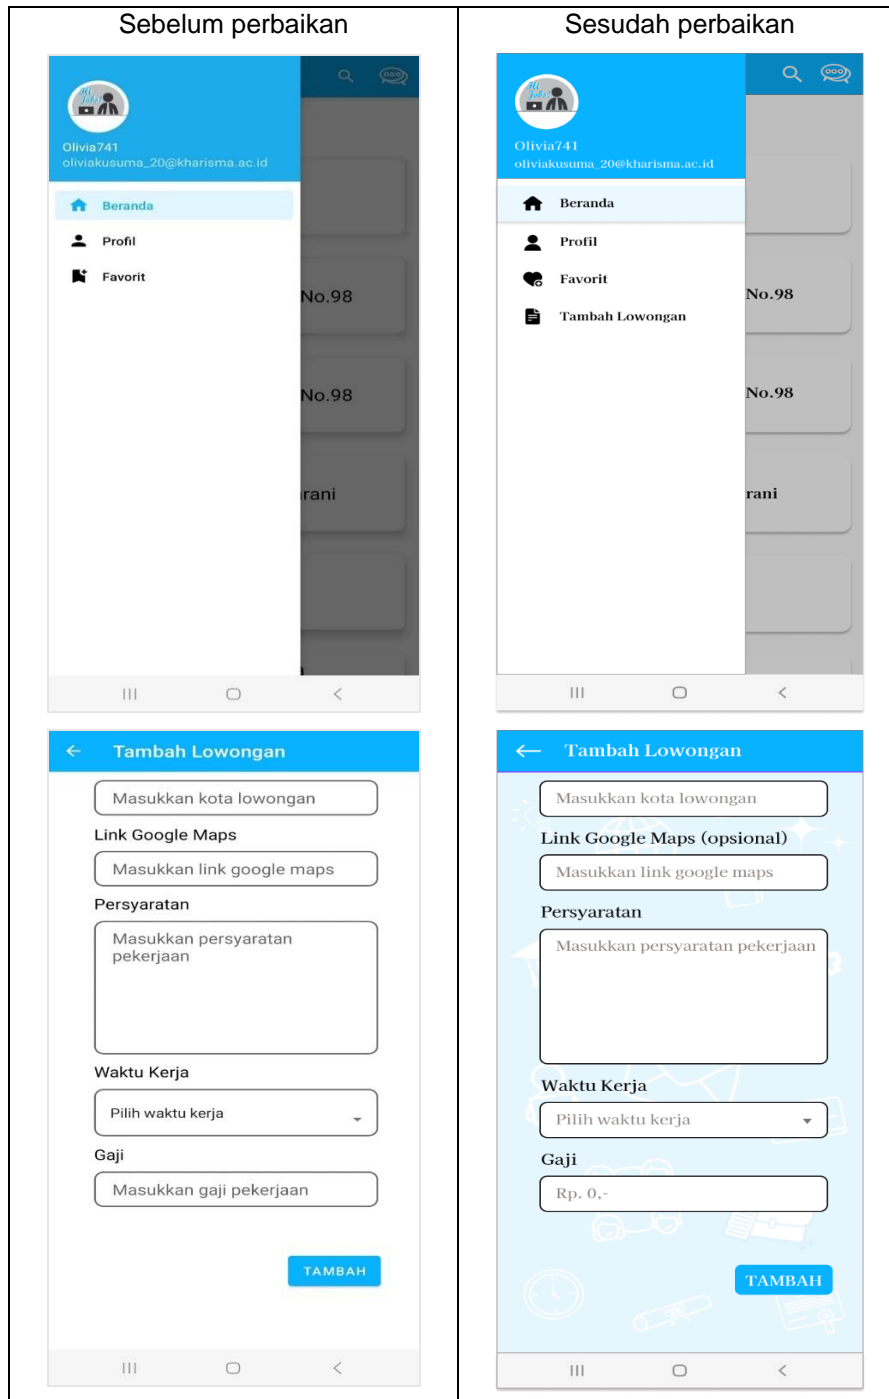 Sebelum perbaikan
Sesudah perbaikan
Hi
Jobs!
Olivia741
oliviakusuma_20@kharisma.ac.id
Beranda
Profil
Favorit
No.98
No.98
rani
Hi
Jobs!
Olivia741
oliviakusuma_20@kharisma.ac.id
Beranda
Profil
Favorit
Tambah Lowongan
No.98
No.98
rani
Tambah Lowongan
Masukkan kota lowongan
Link Google Maps
Masukkan link google maps
Persyaratan
Masukkan persyaratan
pekerjaan
Waktu Kerja
Pilih waktu kerja
Gaji
Masukkan gaji pekerjaan
TAMBAH
Tambah Lowongan
Masukkan kota lowongan
Link Google Maps (opsional)
Masukkan link google maps
Persyaratan
Masukkan persyaratan pekerjaan
Waktu Kerja
Pilih waktu kerja
Gaji
Rp. 0,-
TAMBAH